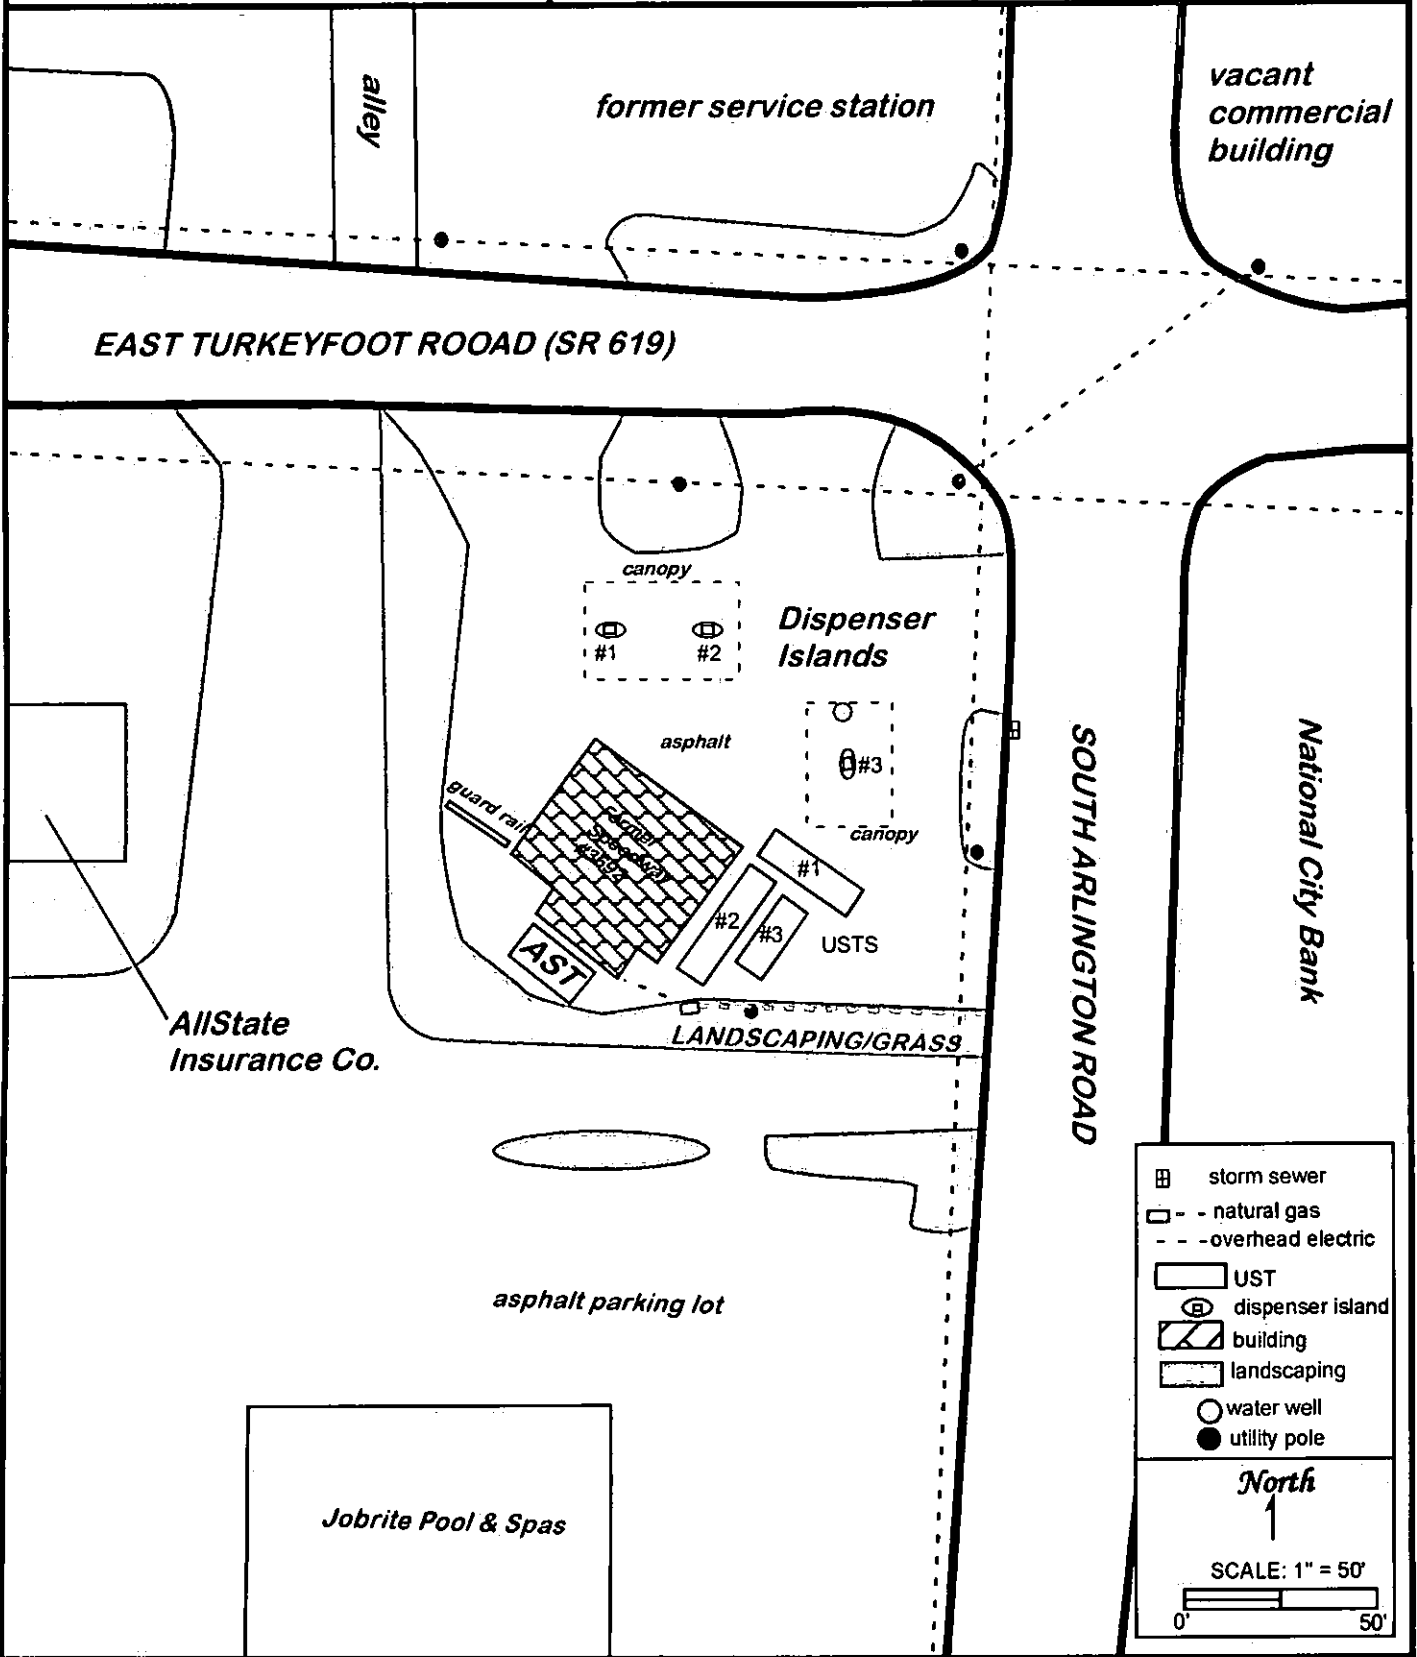 alley
former service station
vacant
commercial
building
EAST TURKEYFOOT ROOAD (SR 619)
canopy
#1
#2
Dispenser
Islands
asphalt
#3
canopy
guard rail
Former
Speedway
#3692
#1
#2
#3
USTS
AST
LANDSCAPING/GRASS
AllState
Insurance Co.
SOUTH ARLINGTON ROAD
National City Bank
asphalt parking lot
Jobrite Pool & Spas
storm sewer
natural gas
overhead electric
UST
dispenser island
building
landscaping
water well
utility pole
North
SCALE: 1" = 50'
0'
50'